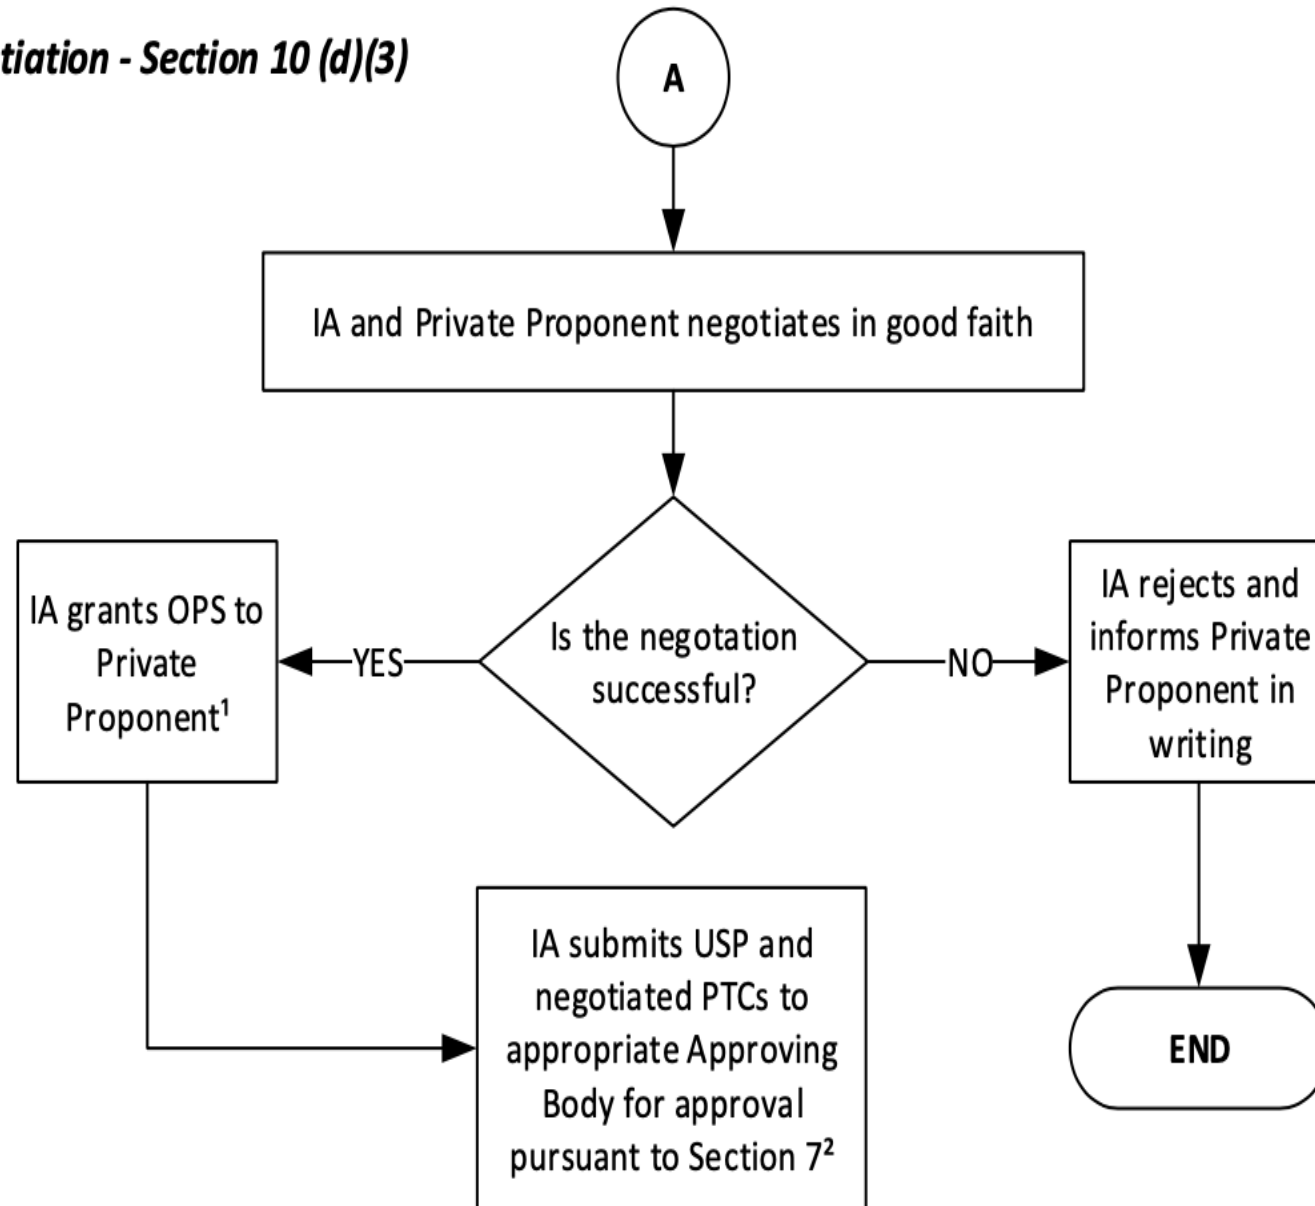 tiation - Section 10 (d)(3)
A
IA and Private Proponent negotiates in good faith
IA grants OPS to
Private
Proponent¹
YES
Is the negotation
successful?
NO
IA rejects and
informs Private
Proponent in
writing
IA submits USP and
negotiated PTCs to
appropriate Approving
Body for approval
pursuant to Section 7²
END